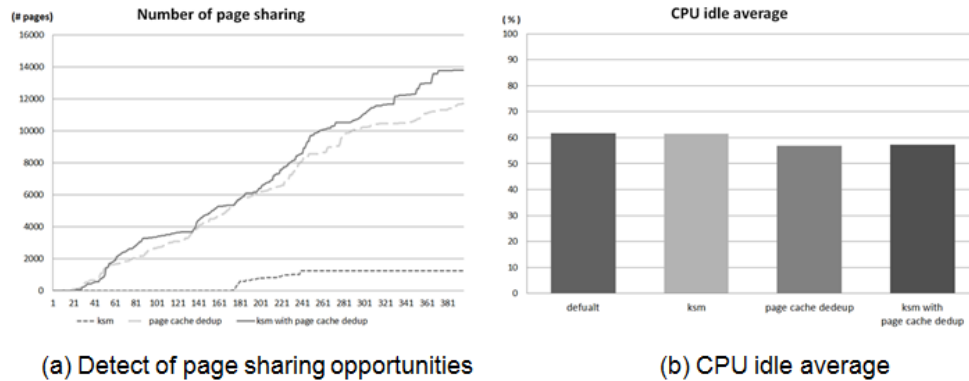 Number of page sharing
(# pages)
16000
14000
12000
10000
8000
6000
4000
2000
0
1 21 41 61 81 101 121 141 161 181 201 221 241 261 281 301 321 341 361 381
ksm page cache dedup ksm with page cache dedup
(a) Detect of page sharing opportunities
CPU idle average
(%)
100
90
80
70
60
50
40
30
20
10
0
defualt ksm page cache dedup ksm with
page cache dedup
(b) CPU idle average